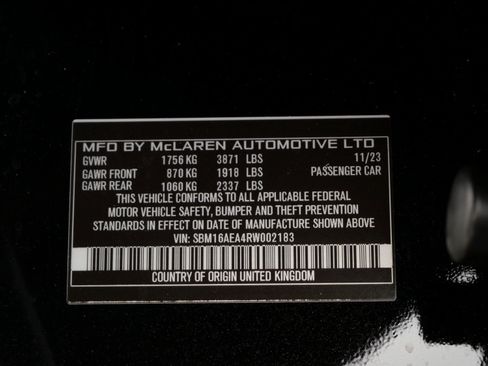 MFD BY McLAREN AUTOMOTIVE LTD
GVWR 1756 KG 3871 LBS 11/23
GAWR FRONT 870 KG 1918 LBS PASSENGER CAR
GAWR REAR 1060 KG 2337 LBS
THIS VEHICLE CONFORMS TO ALL APPLICABLE FEDERAL
MOTOR VEHICLE SAFETY, BUMPER AND THEFT PREVENTION
STANDARDS IN EFFECT ON DATE OF MANUFACTURE SHOWN ABOVE
VIN: SBM16AEA4RW002183
COUNTRY OF ORIGIN UNITED KINGDOM